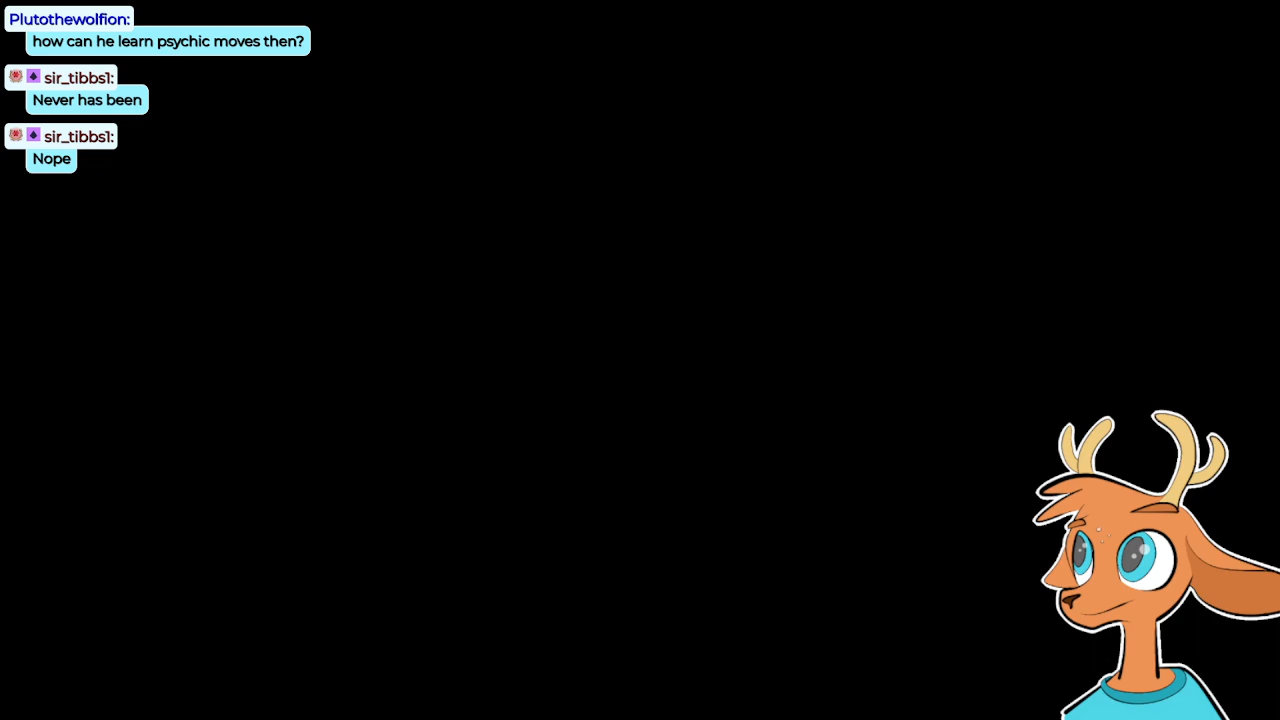 Plutothewolfion:
how can he learn psychic moves then?
sir_tibbs1:
Never has been
sir_tibbs1:
Nope